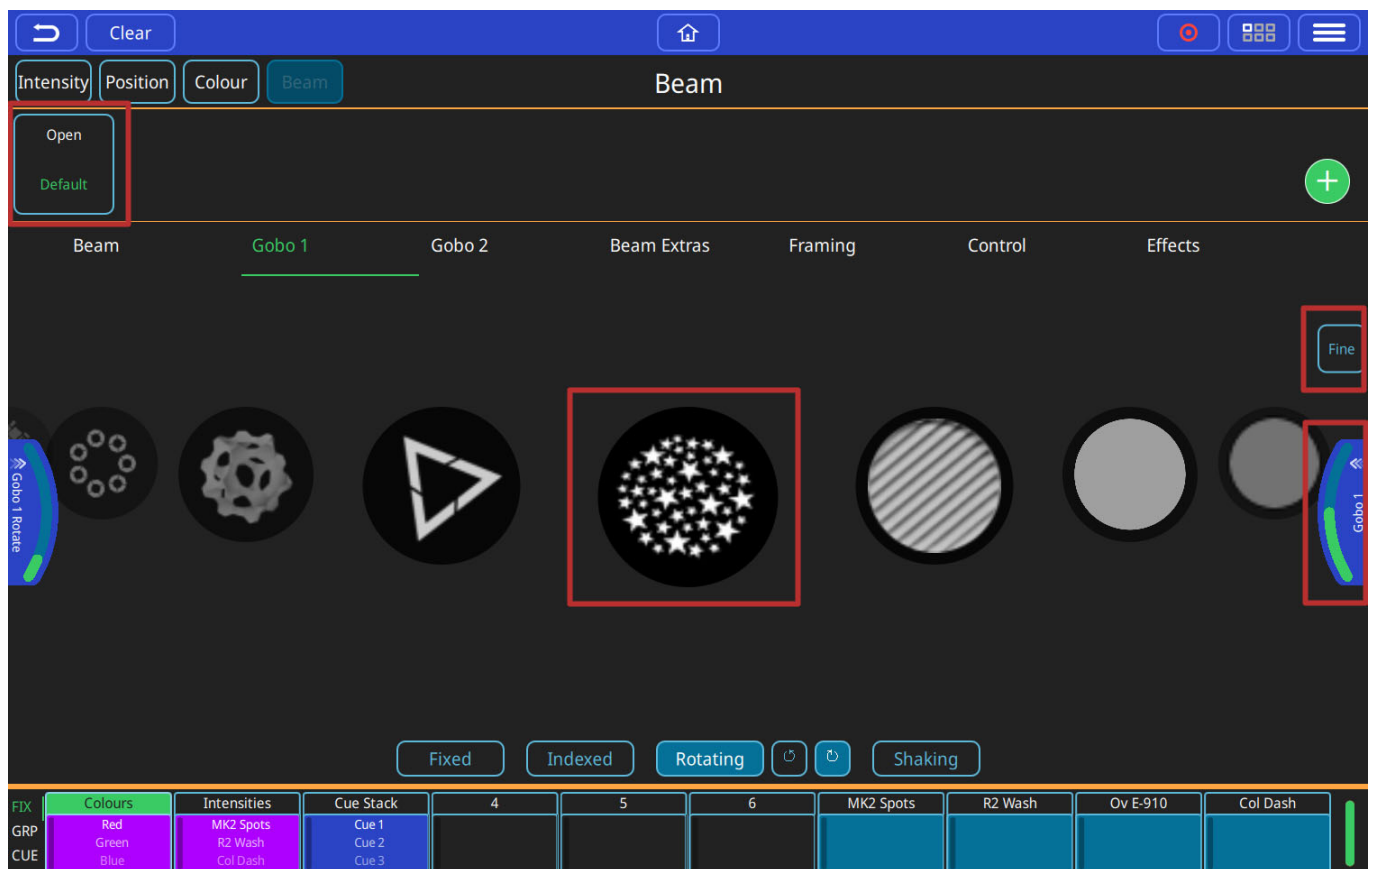 Clear
Intensity Position Colour Beam
Beam
Open
Default
Beam Gobo 1 Gobo 2 Beam Extras Framing Control Effects
Fine
Gobo 1 Rotate
Gobo 1
Fixed Indexed Rotating Shaking
FIX Colours Intensities Cue Stack 4 5 6 MK2 Spots R2 Wash Ov E-910 Col Dash
Red MK2 Spots Cue 1
GRP
Green R2 Wash Cue 2
CUE
Blue Col Dash Cue 3